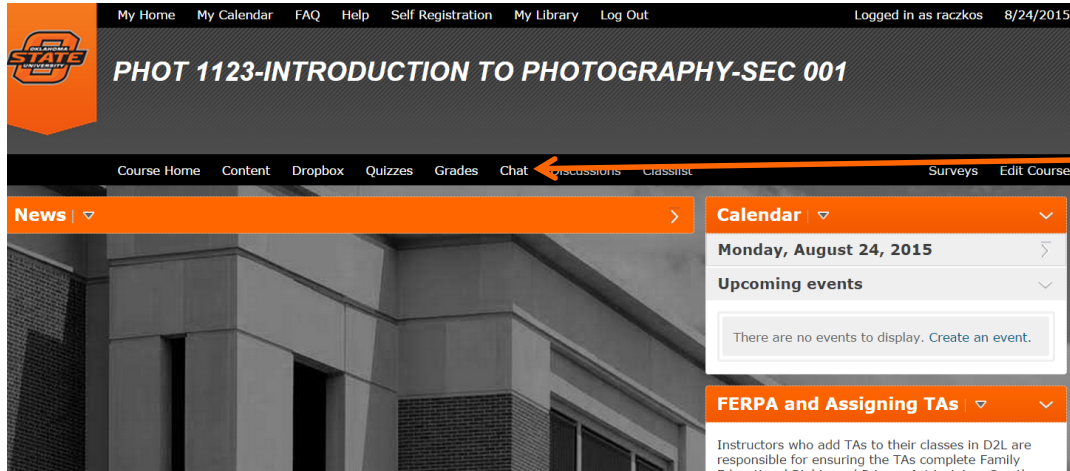 My Home My Calendar FAQ Help Self Registration My Library Log Out Logged in as raczkos 8/24/2015
OKLAHOMA
STATE
UNIVERSITY
PHOT 1123-INTRODUCTION TO PHOTOGRAPHY-SEC 001
Course Home Content Dropbox Quizzes Grades Chat Discussions Classlist Surveys Edit Course
News
Calendar
Monday, August 24, 2015
Upcoming events
There are no events to display. Create an event.
FERPA and Assigning TAs
Instructors who add TAs to their classes in D2L are
responsible for ensuring the TAs complete Family